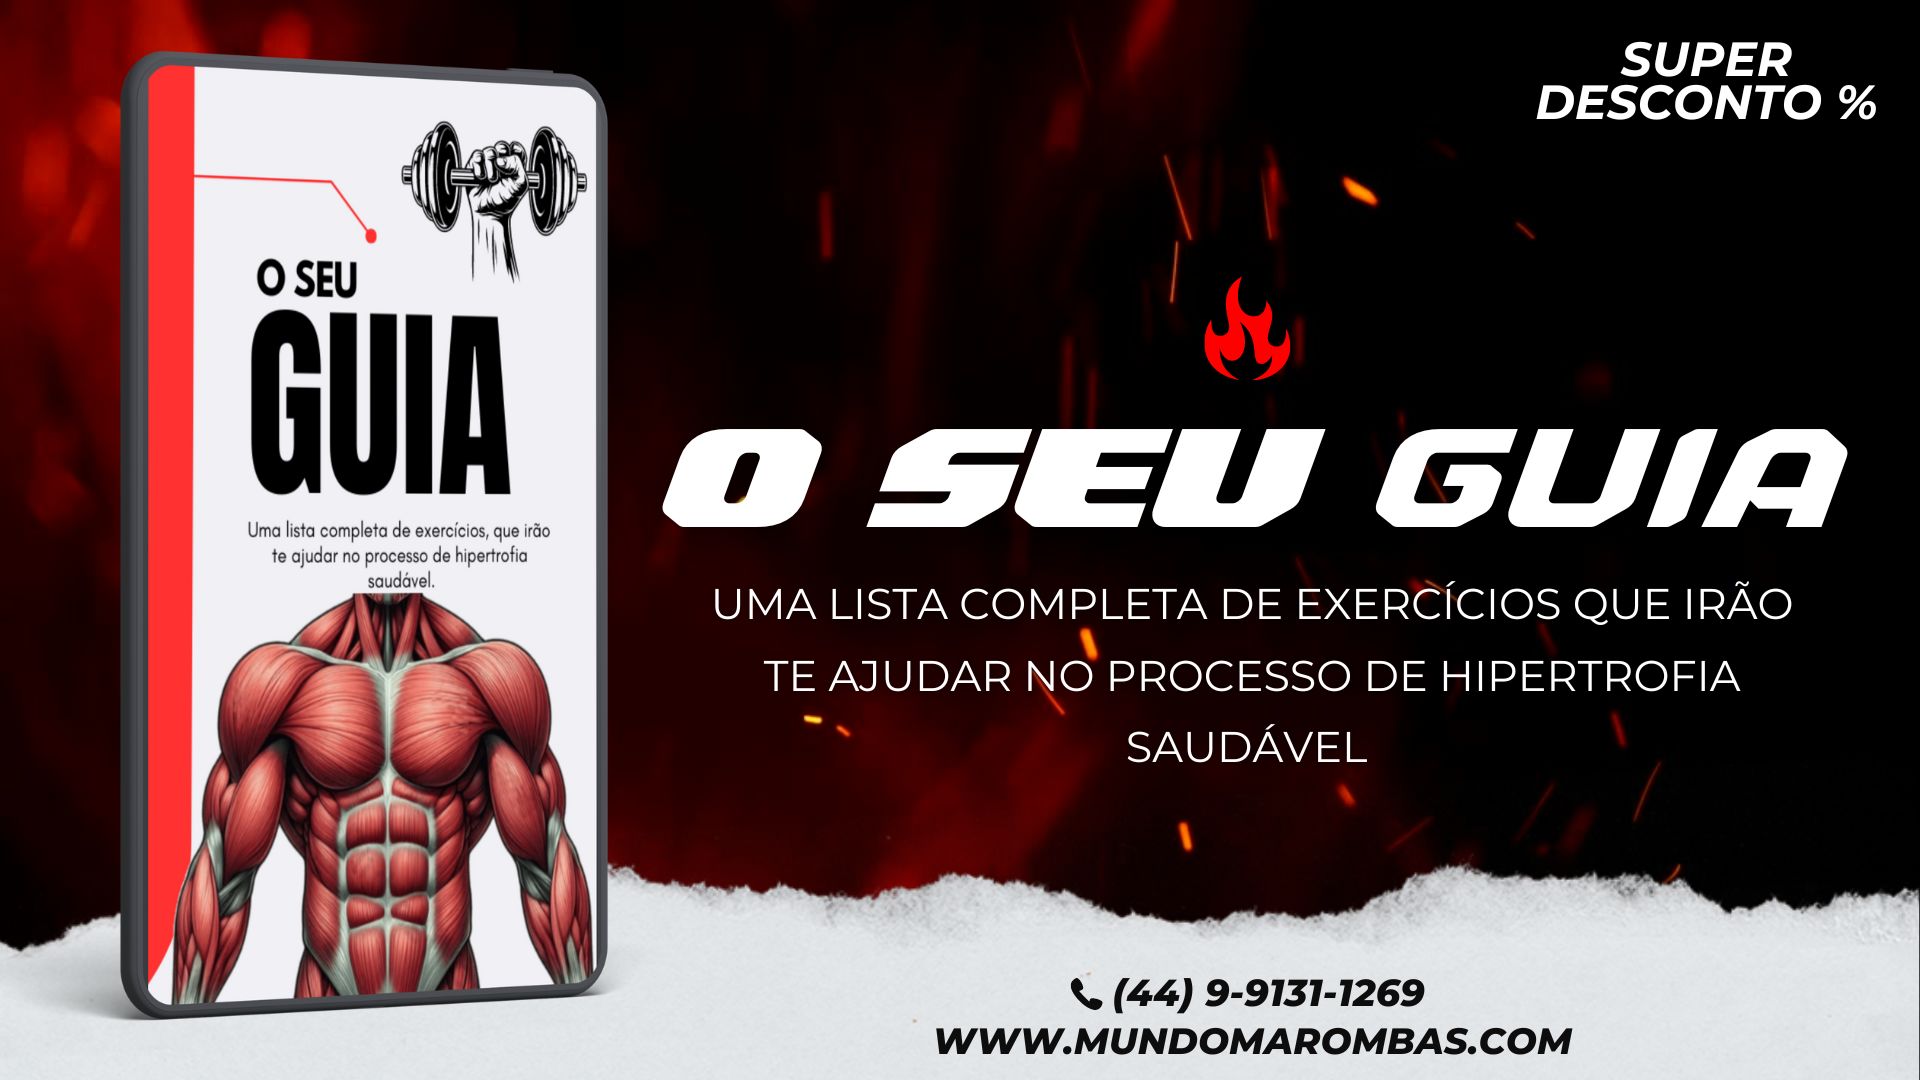 O SEU
GUIA
Uma lista completa de exercícios, que irão
te ajudar no processo de hipertrofia
saudável.
SUPER
DESCONTO %
O SEU GUIA
UMA LISTA COMPLETA DE EXERCÍCIOS QUE IRÃO
TE AJUDAR NO PROCESSO DE HIPERTROFIA
SAUDÁVEL
(44) 9-9131-1269
WWW.MUNDOMAROMBAS.COM